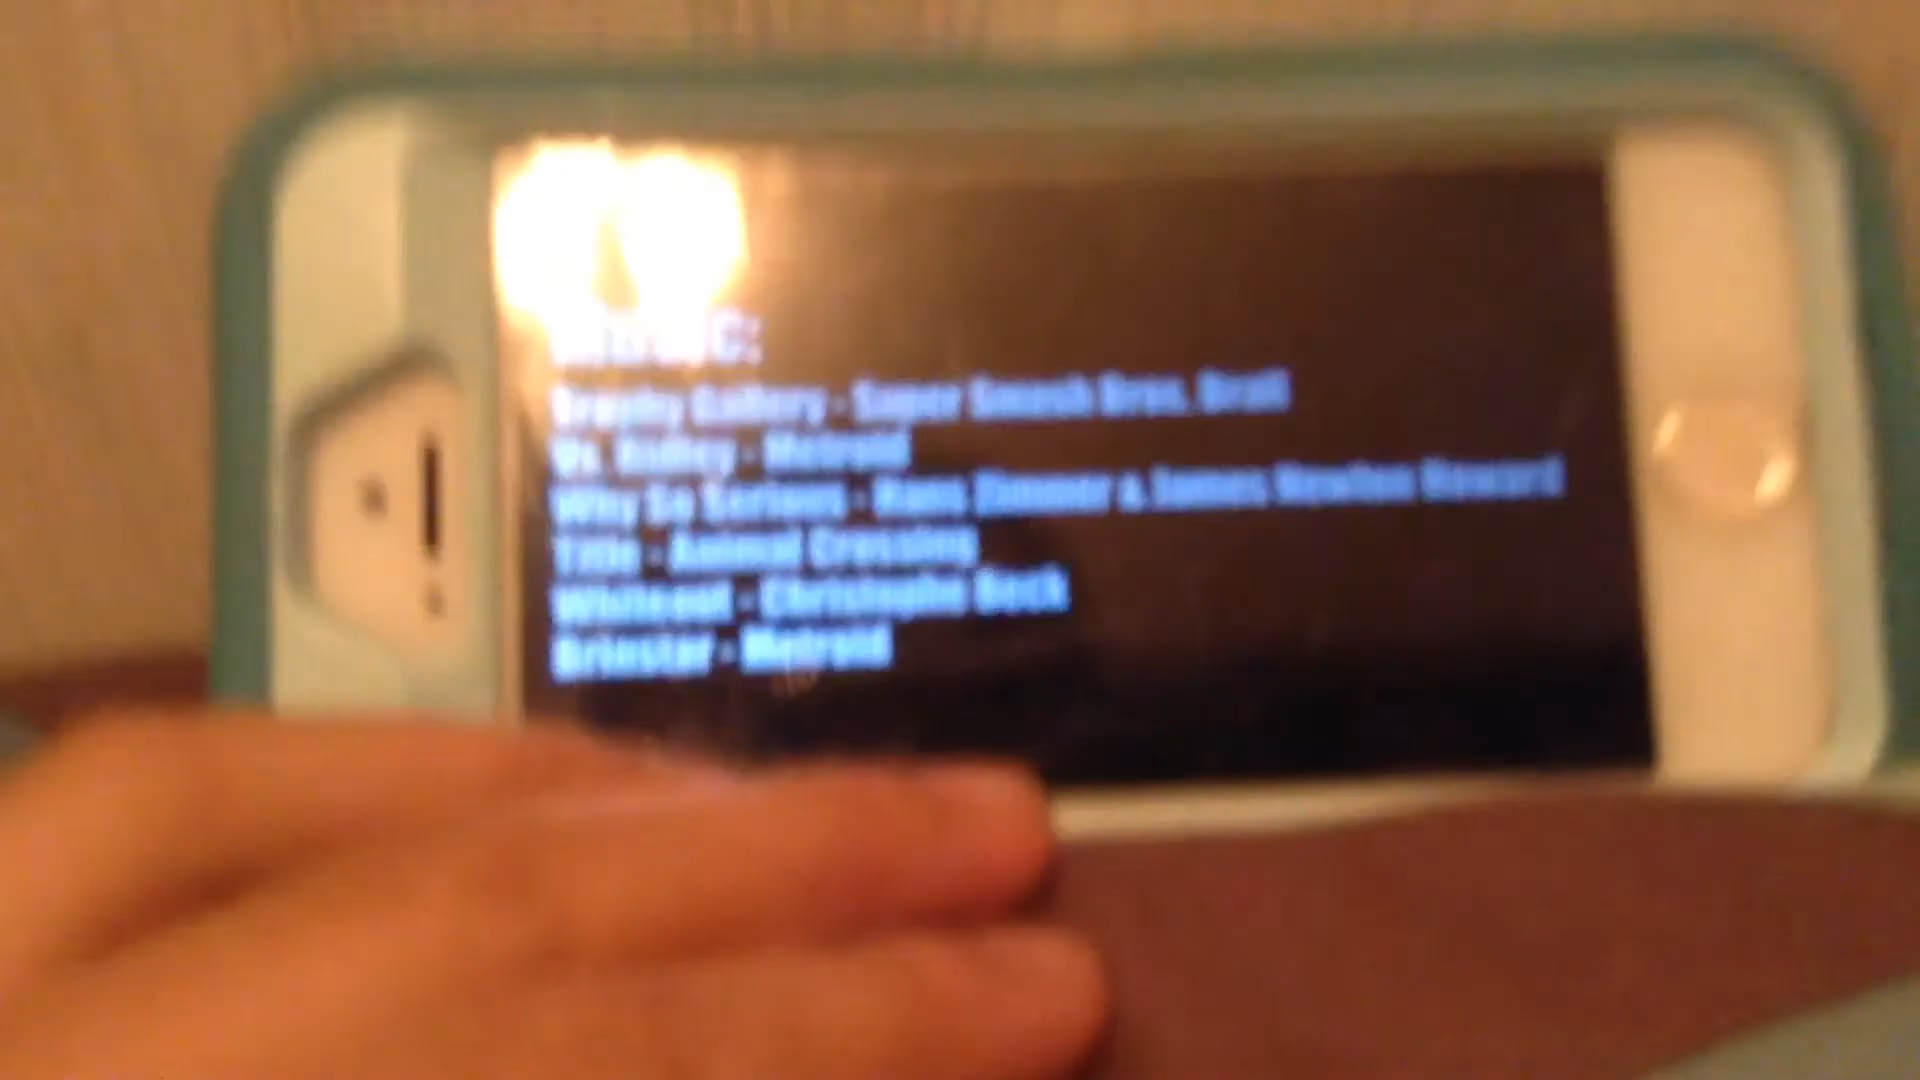 MUSIC:
Trophy Gallery - Super Smash Bros. Brawl
Vs. Ridley - Metroid
Why So Serious - Hans Zimmer & James Newton Howard
Title - Animal Crossing
Whiteout - Christophe Beck
Brinstar - Metroid